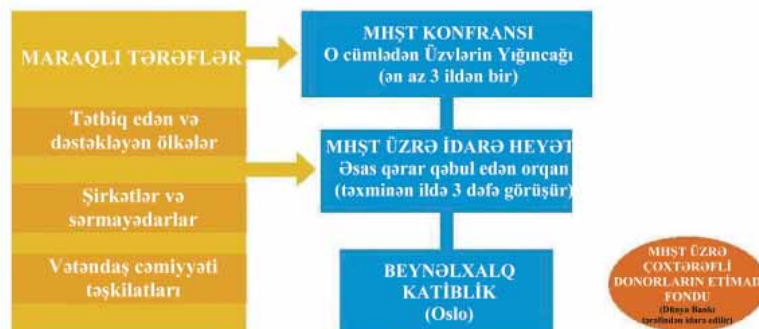 MARAQLI TƏRƏFLƏR
Tətbiq edən və
dəstəkləyən ölkələr
Şirkətlər və
sərmayədarlar
Vətəndaş cəmiyyəti
təşkilatları
MHŞT KONFRANSI
O cümlədən Üzvlərin Yığıncağı
(ən az 3 ildən bir)
MHŞT ÜZRƏ İDARƏ HEYƏT
Əsas qərar qəbul edən orqan
(təxminən ildə 3 dəfə görüşür)
BEYNƏLXALQ
KATİBLİK
(Oslo)
MHŞT ÜZRƏ
ÇOXTƏRƏFLİ
DONORLARIN ETİMAD
FONDU
(Dünya Bankı
tərəfindən idarə edilir)